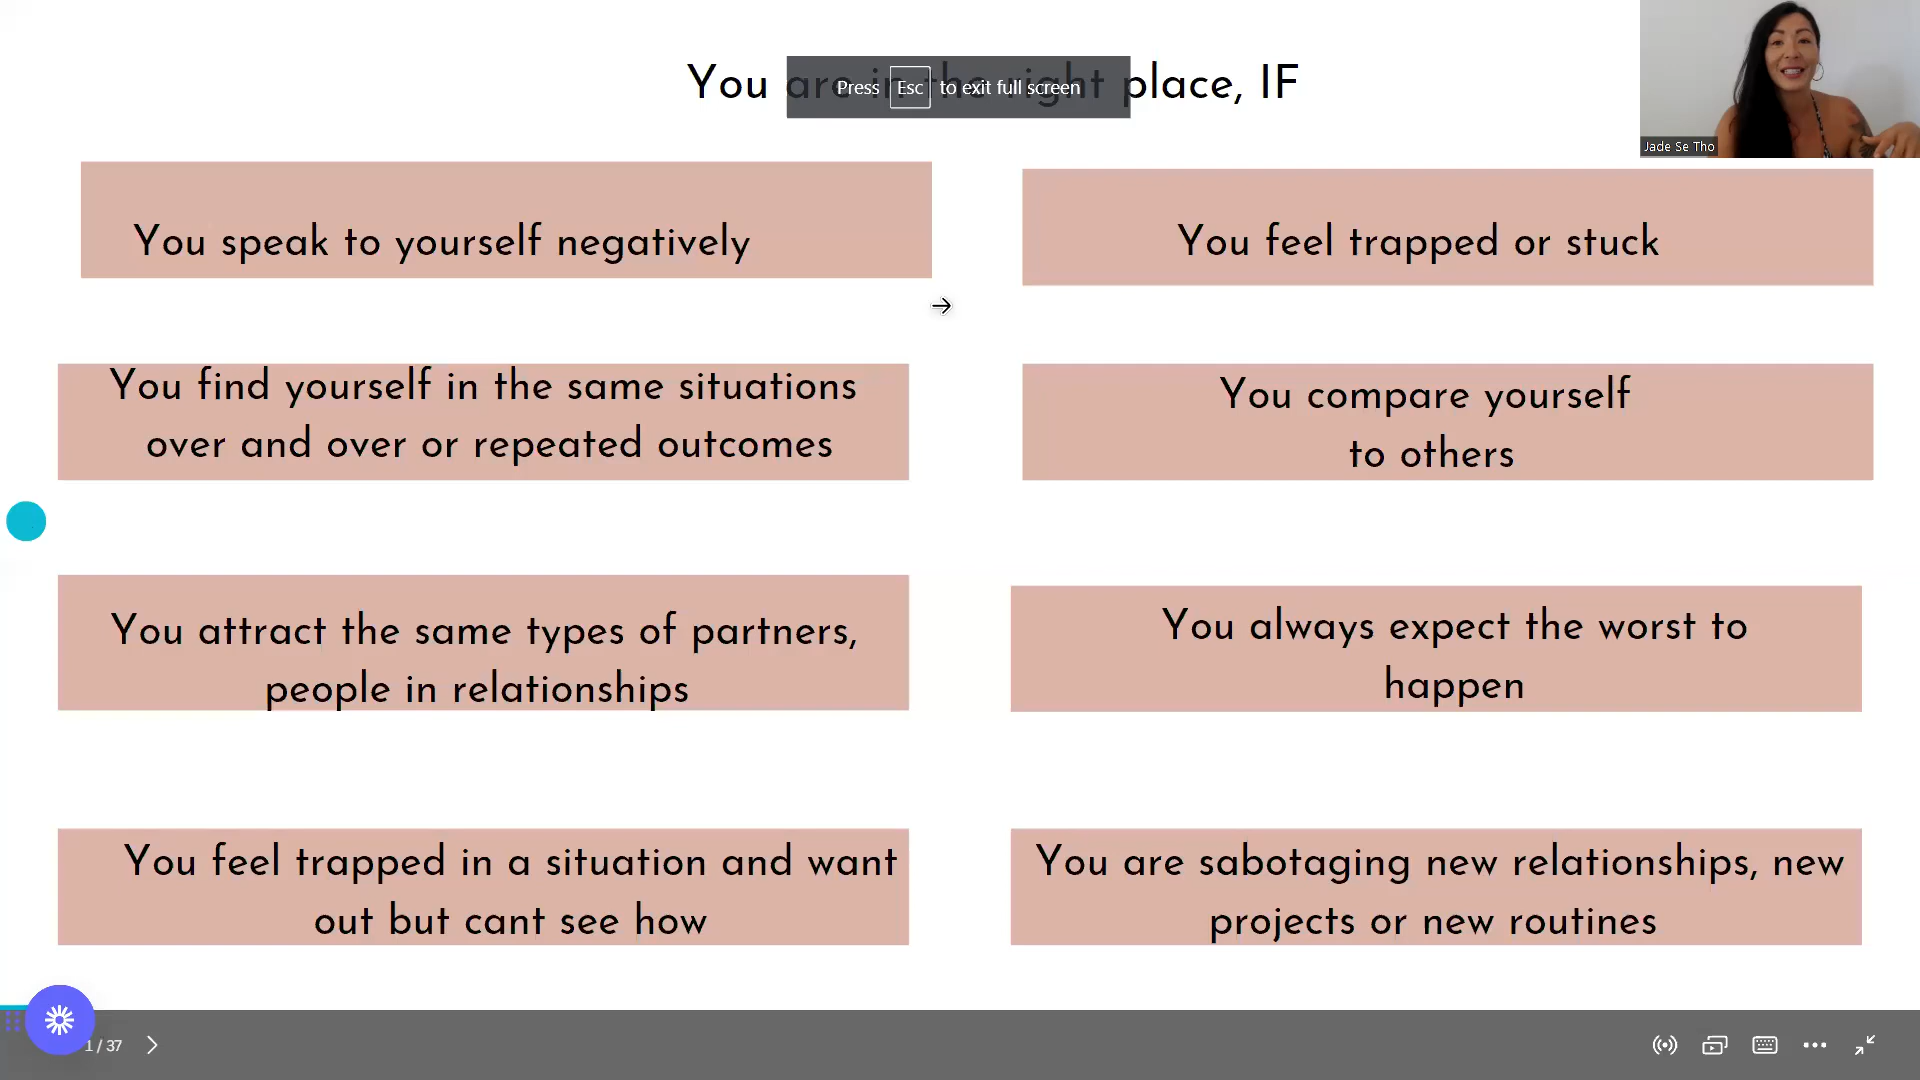 You are in the right place, IF
Press Esc to exit full screen
Jade Se Tho
You speak to yourself negatively
You feel trapped or stuck
You find yourself in the same situations
over and over or repeated outcomes
You compare yourself
to others
You attract the same types of partners,
people in relationships
You always expect the worst to
happen
You feel trapped in a situation and want
out but cant see how
You are sabotaging new relationships, new
projects or new routines
1 / 37